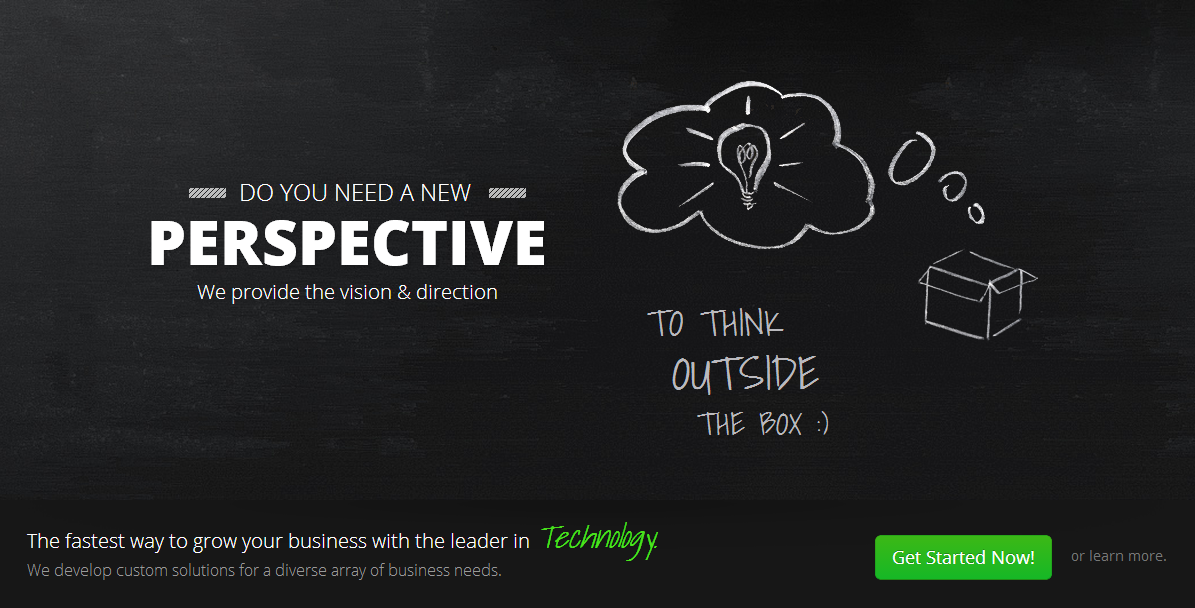 DO YOU NEED A NEW
PERSPECTIVE
We provide the vision & direction
TO THINK
OUTSIDE
THE BOX :)
The fastest way to grow your business with the leader in Technology.
We develop custom solutions for a diverse array of business needs.
Get Started Now!
or learn more.